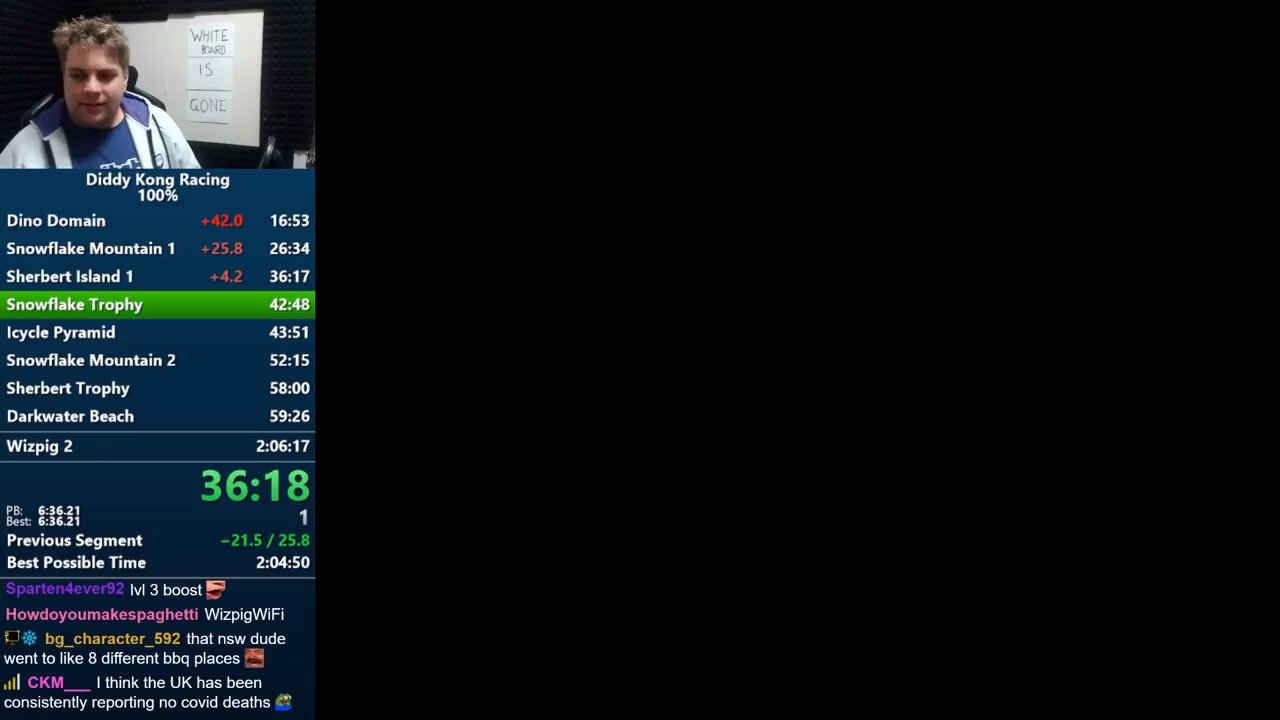 WHITE
BOARD
IS
GONE
Diddy Kong Racing
100%
Dino Domain +42.0 16:53
Snowflake Mountain 1 +25.8 26:34
Sherbert Island 1 +4.2 36:17
Snowflake Trophy 42:48
Icycle Pyramid 43:51
Snowflake Mountain 2 52:15
Sherbert Trophy 58:00
Darkwater Beach 59:26
Wizpig 2 2:06:17
36:18
PB: 6:36.21
Best: 6:36.21
1
Previous Segment −21.5 / 25.8
Best Possible Time 2:04:50
Sparten4ever92 lvl 3 boost
Howdoyoumakespaghetti WizpigWiFi
bg_character_592 that nsw dude
went to like 8 different bbq places
CKM___ I think the UK has been
consistently reporting no covid deaths